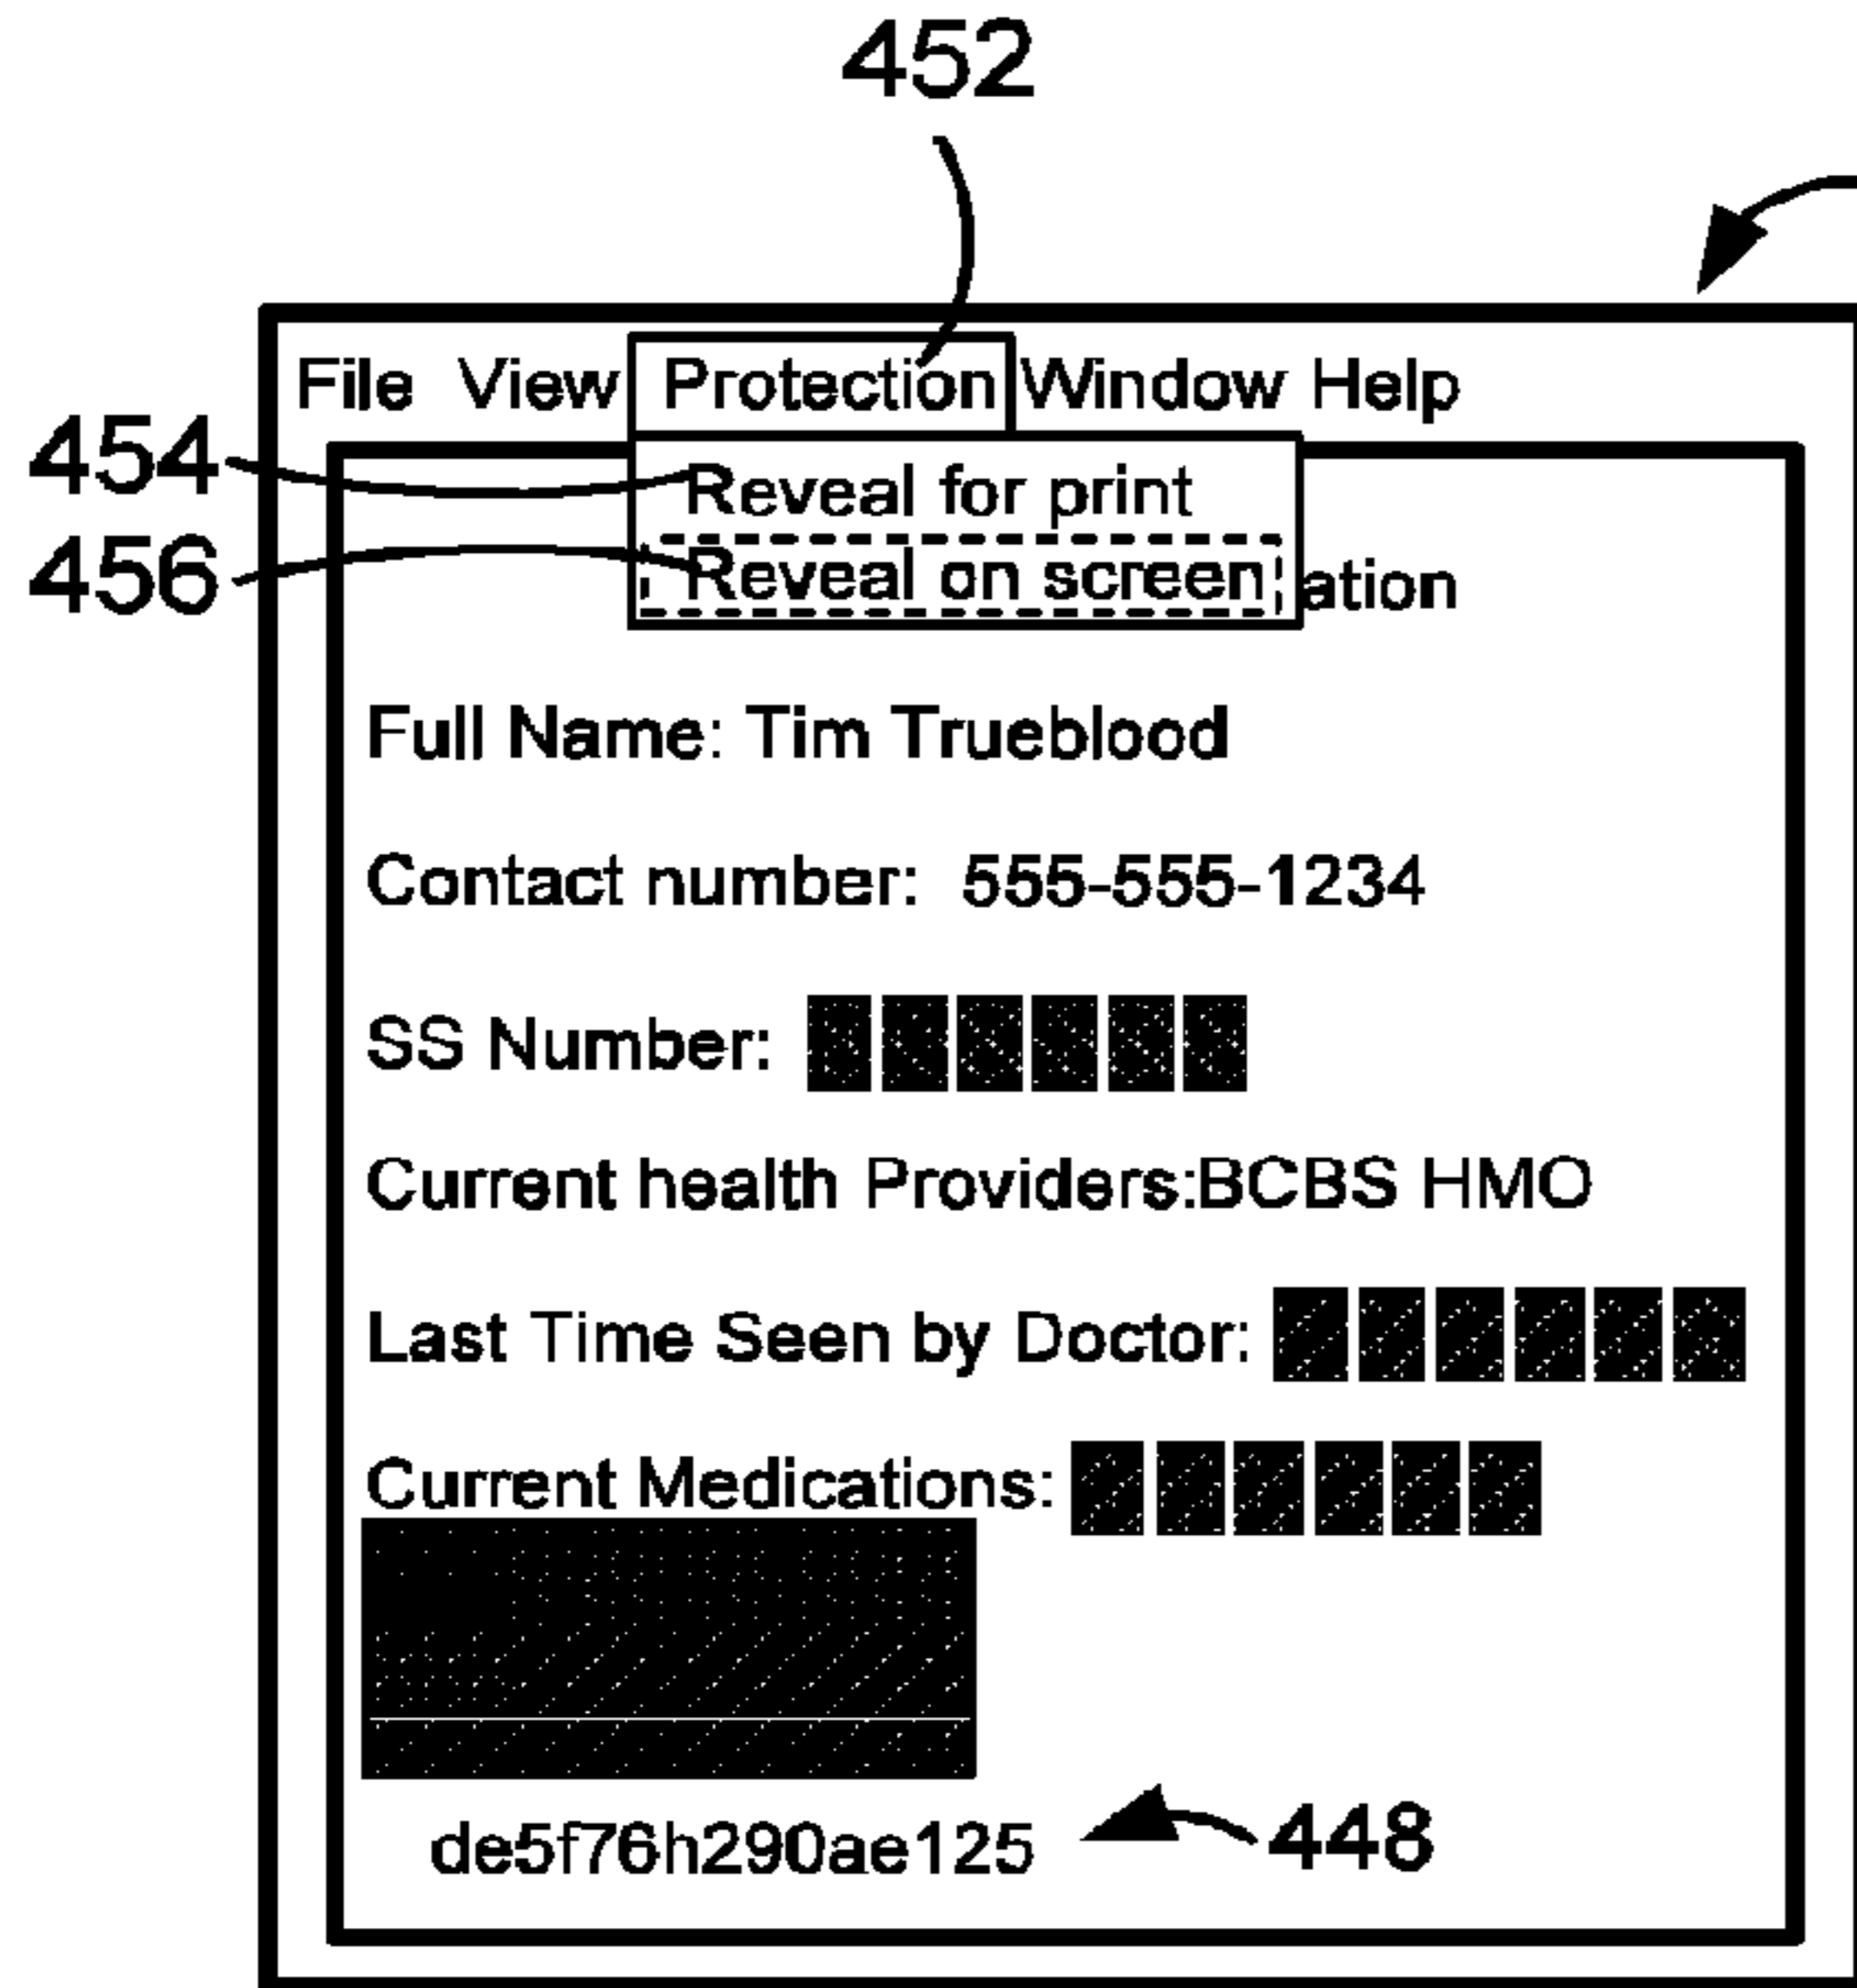 452
File View Protection Window Help
454 Reveal for print
456 Reveal on screen ation
Full Name: Tim Trueblood
Contact number: 555-555-1234
SS Number:
Current health Providers:BCBS HMO
Last Time Seen by Doctor:
Current Medications:
de5f76h290ae125 448